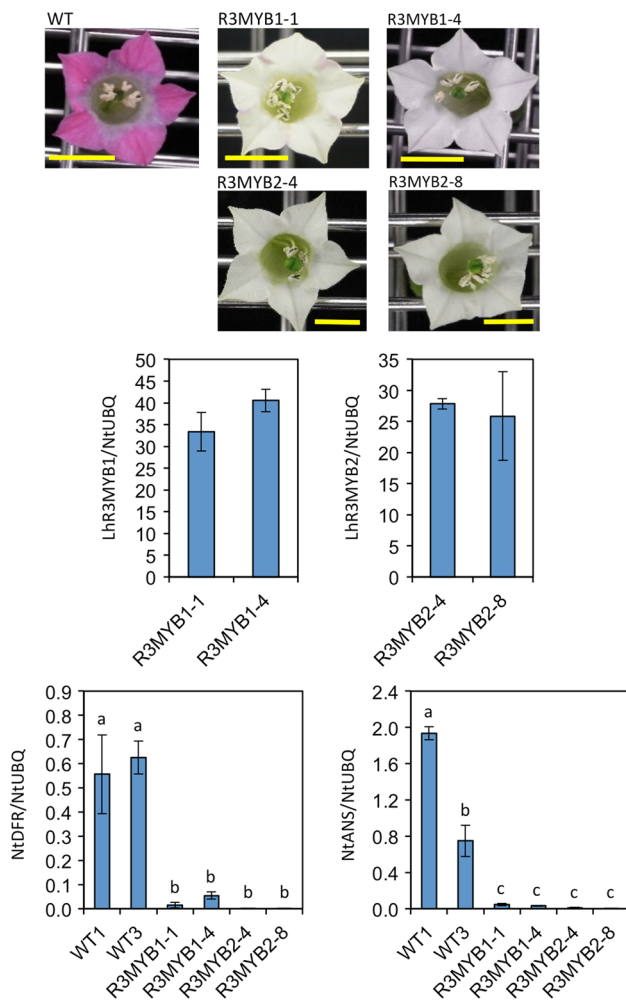 WT
R3MYB1-1
R3MYB1-4
R3MYB2-4
R3MYB2-8
LhR3MYB1/NtUBQ
50
45
40
35
30
25
20
15
10
5
0
R3MYB1-1
R3MYB1-4
LhR3MYB2/NtUBQ
35
30
25
20
15
10
5
0
R3MYB2-4
R3MYB2-8
NtDFR/NtUBQ
0.9
0.8
0.7
0.6
0.5
0.4
0.3
0.2
0.1
0.0
a
a
b
b
b
b
WT1
WT3
R3MYB1-1
R3MYB1-4
R3MYB2-4
R3MYB2-8
NtANS/NtUBQ
2.4
2.0
1.6
1.2
0.8
0.4
0.0
a
b
c
c
c
c
WT1
WT3
R3MYB1-1
R3MYB1-4
R3MYB2-4
R3MYB2-8